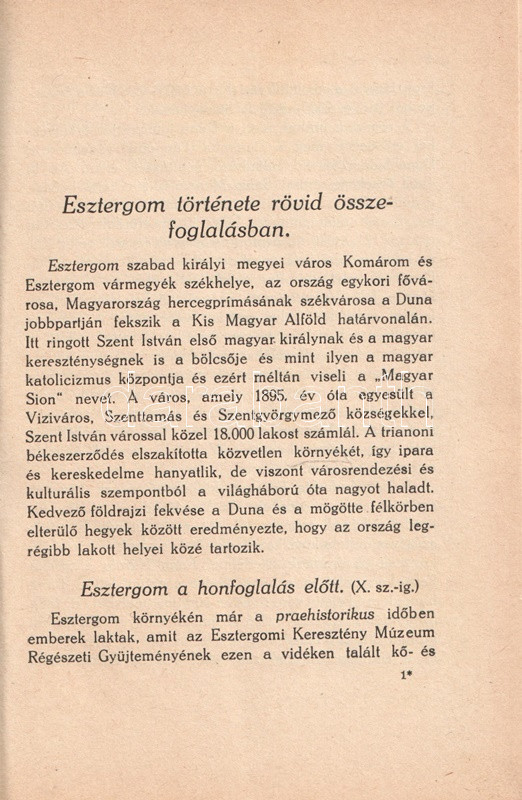 Esztergom története rövid össze-
foglalásban.
Esztergom szabad királyi megyei város Komárom és
Esztergom vármegyék székhelye, az ország egykori fővá-
rosa, Magyarország hercegprímásának székvárosa a Duna
jobbpartján fekszik a Kis Magyar Alföld határvonalán.
Itt ringott Szent István első magyar királynak és a magyar
kereszténységnek is a bölcsője és mint ilyen a magyar
katolicizmus központja és ezért méltán viseli a „Magyar
Sion" nevet. A város, amely 1895. év óta egyesült a
Viziváros, Szenttamás és Szentgyörgymező községekkel,
Szent István várossal közel 18.000 lakost számlál. A trianoni
békeszerződés elszakította közvetlen környékét, így ipara
és kereskedelme hanyatlik, de viszont városrendezési és
kulturális szempontból a világháború óta nagyot haladt.
Kedvező földrajzi fekvése a Duna és a mögötte félkörben
elterülő hegyek között eredményezte, hogy az ország leg-
régibb lakott helyei közé tartozik.
Esztergom a honfoglalás előtt. (X. sz.-ig.)
Esztergom környékén már a praehistorikus időben
emberek laktak, amit az Esztergomi Keresztény Múzeum
Régészeti Gyüjteményének ezen a vidéken talált kő- és
1*